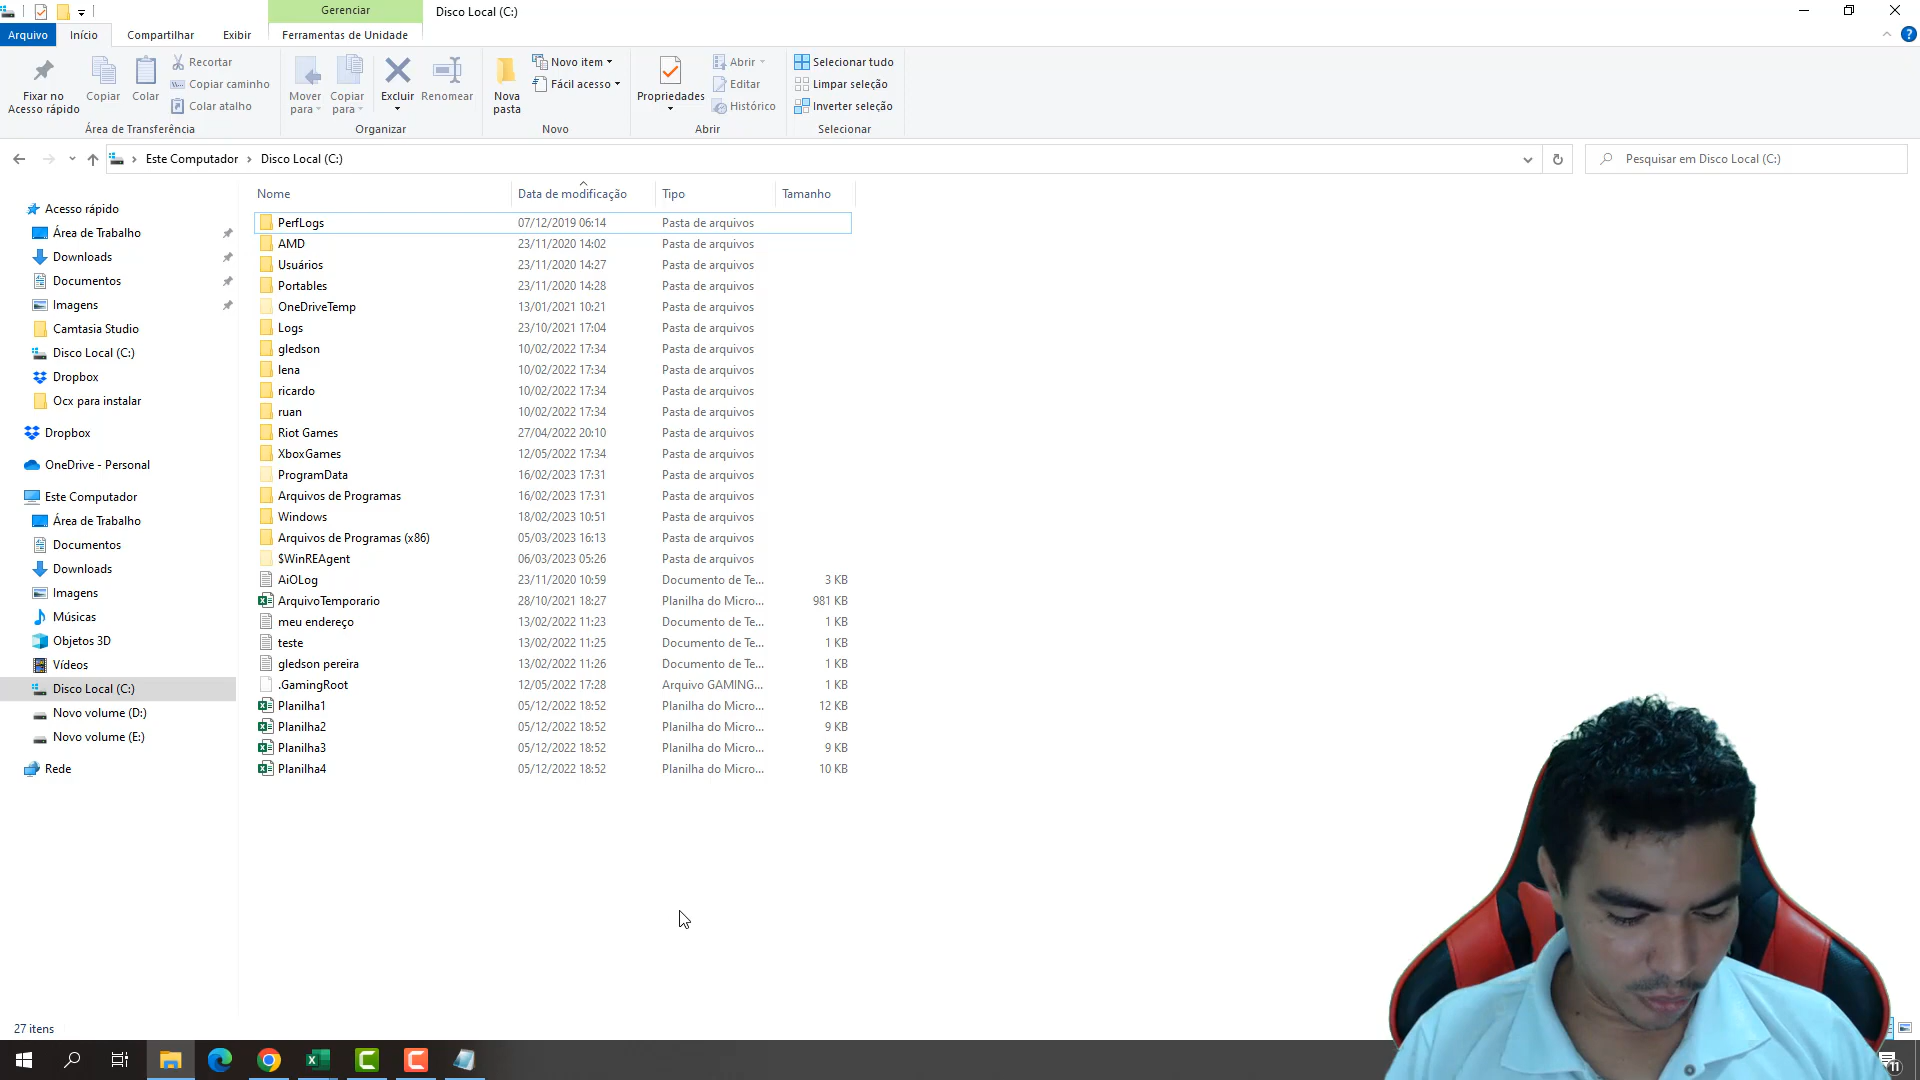 Gerenciar
Disco Local (C:)
Arquivo
Início
Compartilhar
Exibir
Ferramentas de Unidade
Fixar no
Acesso rápido
Copiar
Colar
Recortar
Copiar caminho
Colar atalho
Área de Transferência
Mover
para
Copiar
para
Excluir
Renomear
Organizar
Nova
pasta
Novo item
Fácil acesso
Novo
Propriedades
Abrir
Editar
Histórico
Abrir
Selecionar tudo
Limpar seleção
Inverter seleção
Selecionar
Este Computador > Disco Local (C:)
Pesquisar em Disco Local (C:)
Acesso rápido
Área de Trabalho
Downloads
Documentos
Imagens
Camtasia Studio
Disco Local (C:)
Dropbox
Ocx para instalar
Dropbox
OneDrive - Personal
Este Computador
Área de Trabalho
Documentos
Downloads
Imagens
Músicas
Objetos 3D
Vídeos
Disco Local (C:)
Novo volume (D:)
Novo volume (E:)
Rede
Nome Data de modificação Tipo Tamanho
PerfLogs 07/12/2019 06:14 Pasta de arquivos
AMD 23/11/2020 14:02 Pasta de arquivos
Usuários 23/11/2020 14:27 Pasta de arquivos
Portables 23/11/2020 14:28 Pasta de arquivos
OneDriveTemp 13/01/2021 10:21 Pasta de arquivos
Logs 23/10/2021 17:04 Pasta de arquivos
gledson 10/02/2022 17:34 Pasta de arquivos
lena 10/02/2022 17:34 Pasta de arquivos
ricardo 10/02/2022 17:34 Pasta de arquivos
ruan 10/02/2022 17:34 Pasta de arquivos
Riot Games 27/04/2022 20:10 Pasta de arquivos
XboxGames 12/05/2022 17:34 Pasta de arquivos
ProgramData 16/02/2023 17:31 Pasta de arquivos
Arquivos de Programas 16/02/2023 17:31 Pasta de arquivos
Windows 18/02/2023 10:51 Pasta de arquivos
Arquivos de Programas (x86) 05/03/2023 16:13 Pasta de arquivos
$WinREAgent 06/03/2023 05:26 Pasta de arquivos
AiOLog 23/11/2020 10:59 Documento de Te... 3 KB
ArquivoTemporario 28/10/2021 18:27 Planilha do Micro... 981 KB
meu endereço 13/02/2022 11:23 Documento de Te... 1 KB
teste 13/02/2022 11:25 Documento de Te... 1 KB
gledson pereira 13/02/2022 11:26 Documento de Te... 1 KB
.GamingRoot 12/05/2022 17:28 Arquivo GAMING... 1 KB
Planilha1 05/12/2022 18:52 Planilha do Micro... 12 KB
Planilha2 05/12/2022 18:52 Planilha do Micro... 9 KB
Planilha3 05/12/2022 18:52 Planilha do Micro... 9 KB
Planilha4 05/12/2022 18:52 Planilha do Micro... 10 KB
27 itens
11